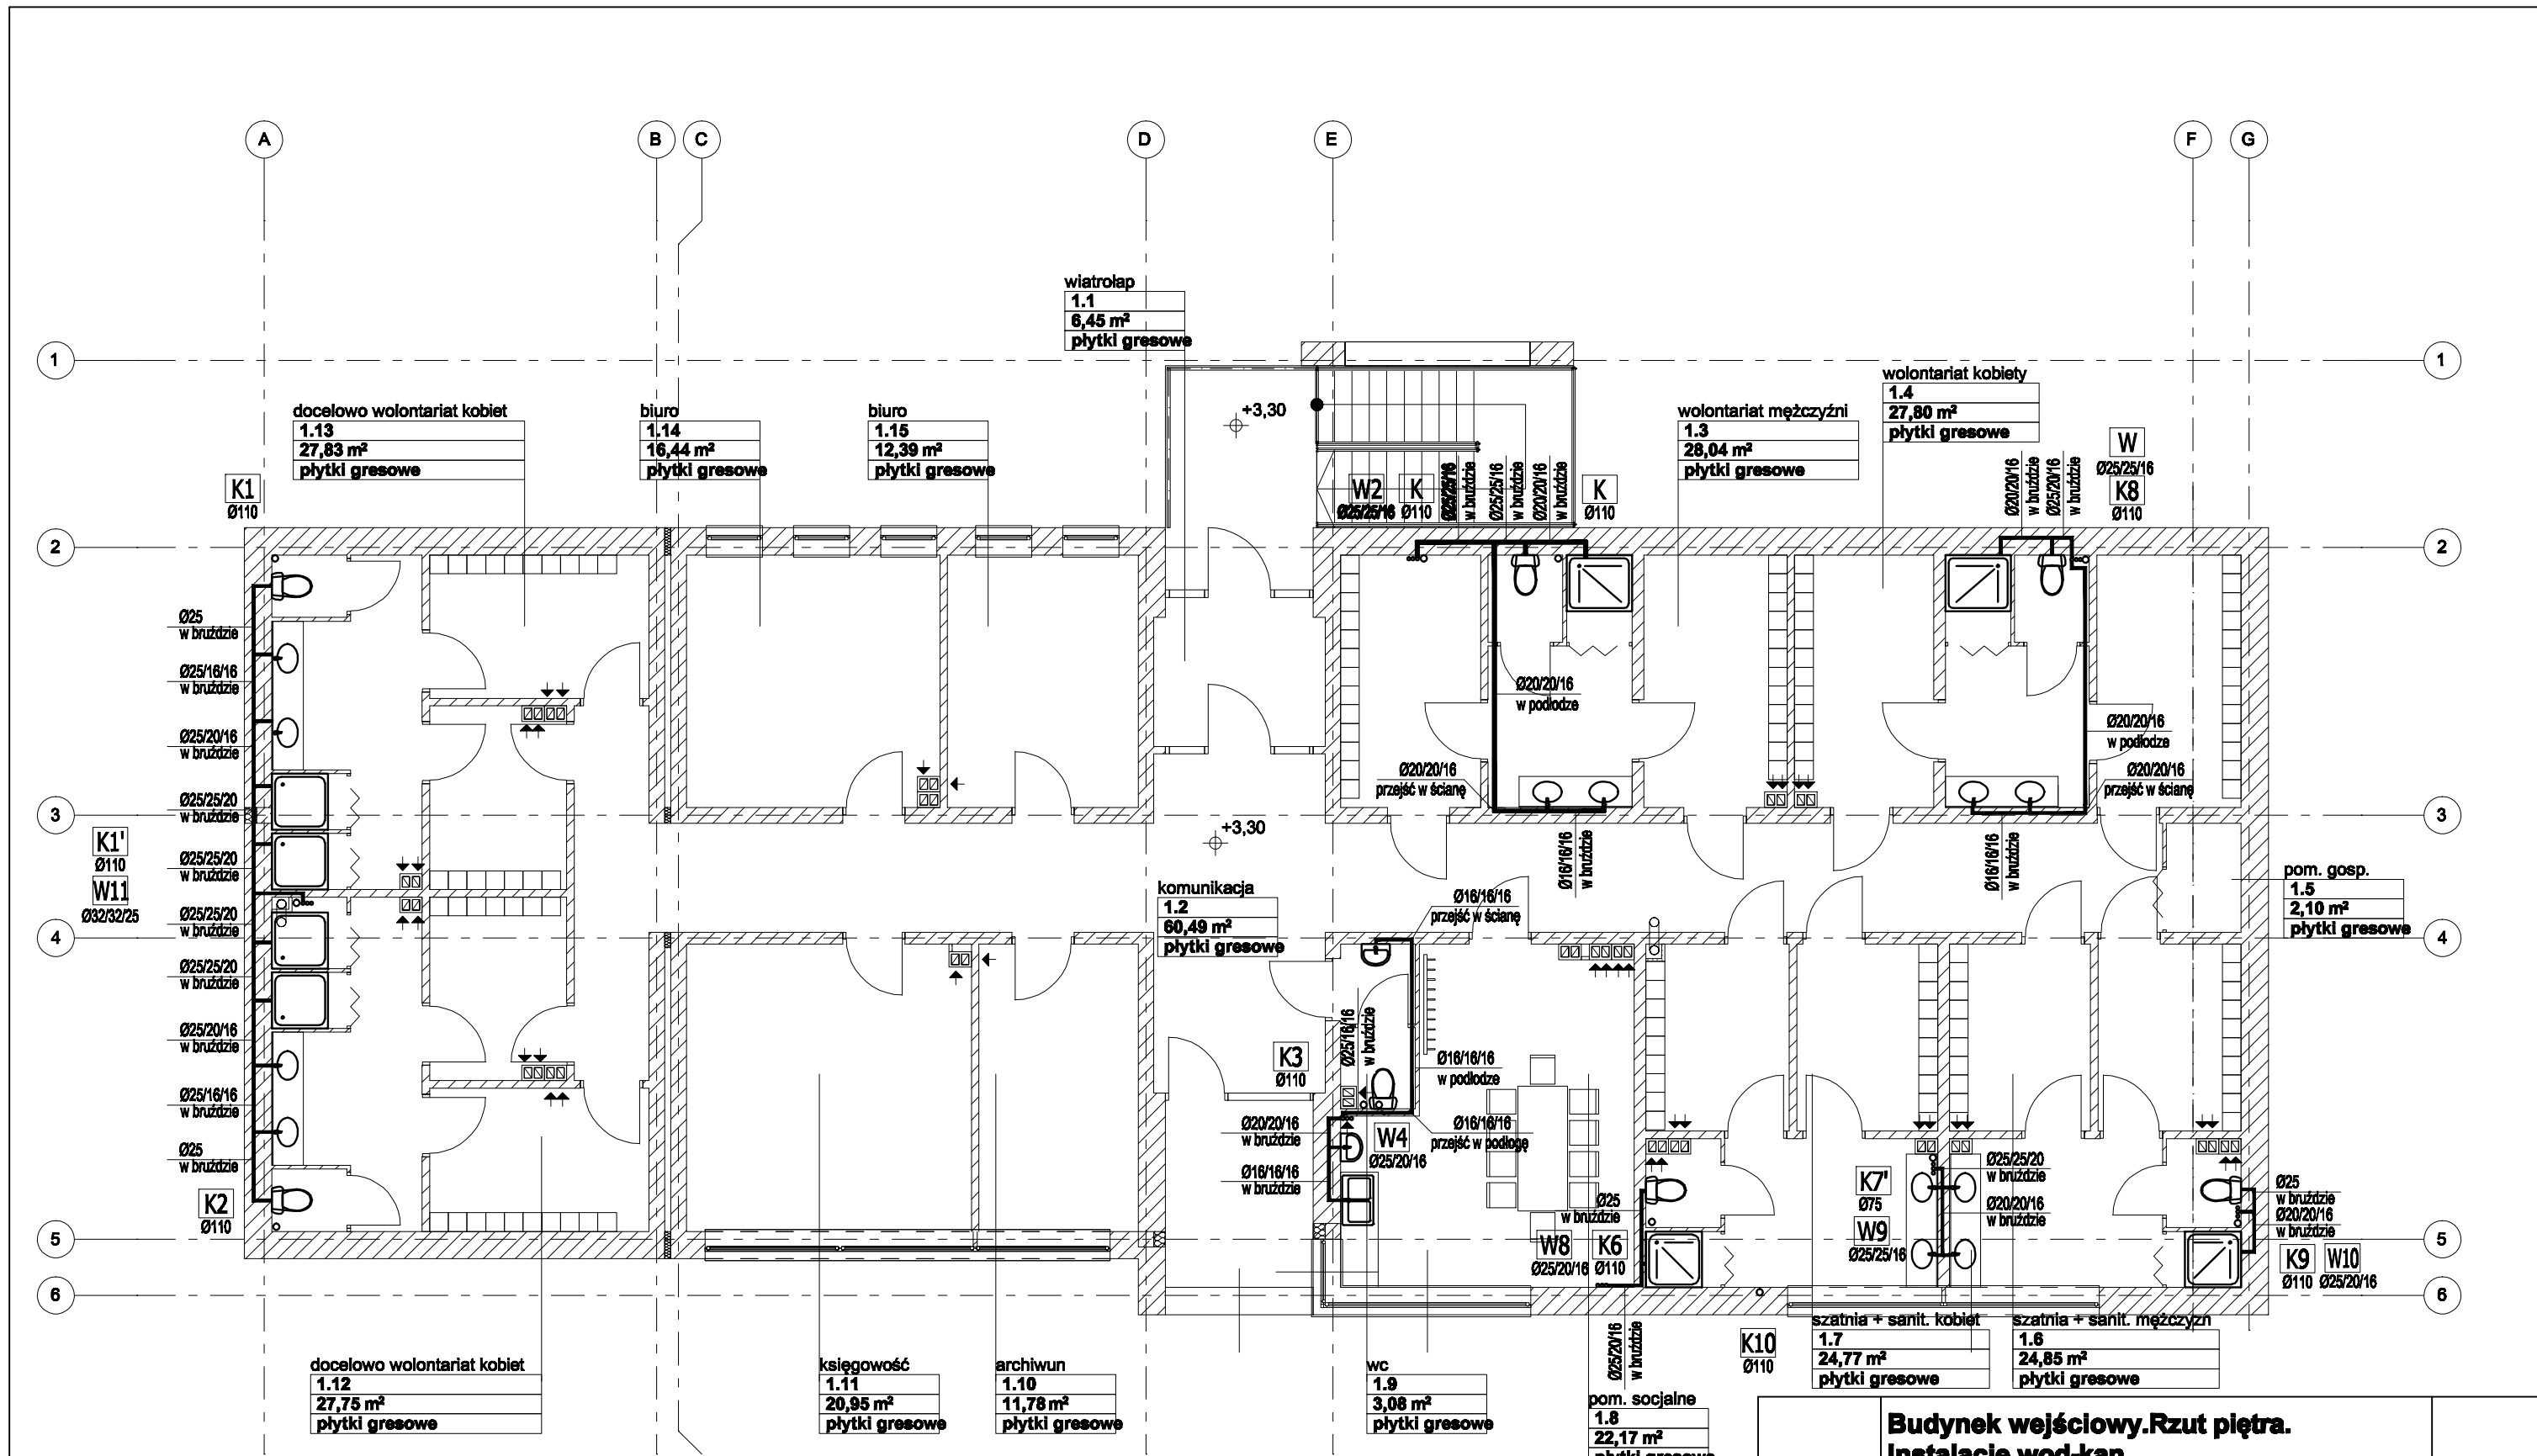 A
B
C
D
E
F
G
wiatrołap
1.1
6,45 m²
płytki gresowe
1
1
+3,30
docelowo wolontariat kobiet
1.13
27,83 m²
płytki gresowe
biuro
1.14
16,44 m²
płytki gresowe
biuro
1.15
12,39 m²
płytki gresowe
wolontariat mężczyźni
1.3
28,04 m²
płytki gresowe
wolontariat kobiety
1.4
27,80 m²
płytki gresowe
K1
Ø110
W2
Ø25/25/16
K
Ø110
Ø25/25/16
w bruździe
Ø25/25/16
w bruździe
Ø20/20/16
w bruździe
K
Ø110
Ø20/20/16
w bruździe
Ø25/20/16
w bruździe
W
Ø25/25/16
K8
Ø110
2
2
Ø25
w bruździe
Ø25/16/16
w bruździe
Ø25/20/16
w bruździe
Ø25/25/20
w bruździe
Ø25/25/20
w bruździe
Ø25/25/20
w bruździe
Ø25/25/20
w bruździe
Ø25/20/16
w bruździe
Ø25/16/16
w bruździe
Ø25
w bruździe
Ø20/20/16
w podłodze
Ø20/20/16
przejść w ścianę
Ø16/16/16
w bruździe
Ø20/20/16
w podłodze
Ø20/20/16
przejść w ścianę
Ø16/16/16
w bruździe
3
3
K1'
Ø110
W11
Ø32/32/25
+3,30
komunikacja
1.2
60,49 m²
płytki gresowe
Ø16/16/16
przejść w ścianę
pom. gosp.
1.5
2,10 m²
płytki gresowe
4
4
Ø25/16/16
w bruździe
K3
Ø110
Ø16/16/16
w podłodze
Ø20/20/16
w bruździe
Ø16/16/16
w bruździe
W4
Ø25/20/16
Ø16/16/16
przejść w podłogę
K2
Ø110
Ø25
w bruździe
W8
Ø25/20/16
K6
Ø110
K7'
Ø75
W9
Ø25/25/16
Ø25/25/20
w bruździe
Ø20/20/16
w bruździe
Ø25
w bruździe
Ø20/20/16
w bruździe
K9
Ø110
W10
Ø25/20/16
5
5
6
6
Ø25/20/16
w bruździe
K10
Ø110
docelowo wolontariat kobiet
1.12
27,75 m²
płytki gresowe
księgowość
1.11
20,95 m²
płytki gresowe
archiwun
1.10
11,78 m²
płytki gresowe
wc
1.9
3,08 m²
płytki gresowe
pom. socjalne
1.8
22,17 m²
płytki gresowe
szatnia + sanit. kobiet
1.7
24,77 m²
płytki gresowe
szatnia + sanit. mężczyzn
1.6
24,85 m²
płytki gresowe
Budynek wejściowy.Rzut piętra.
Instalacje wod-kan